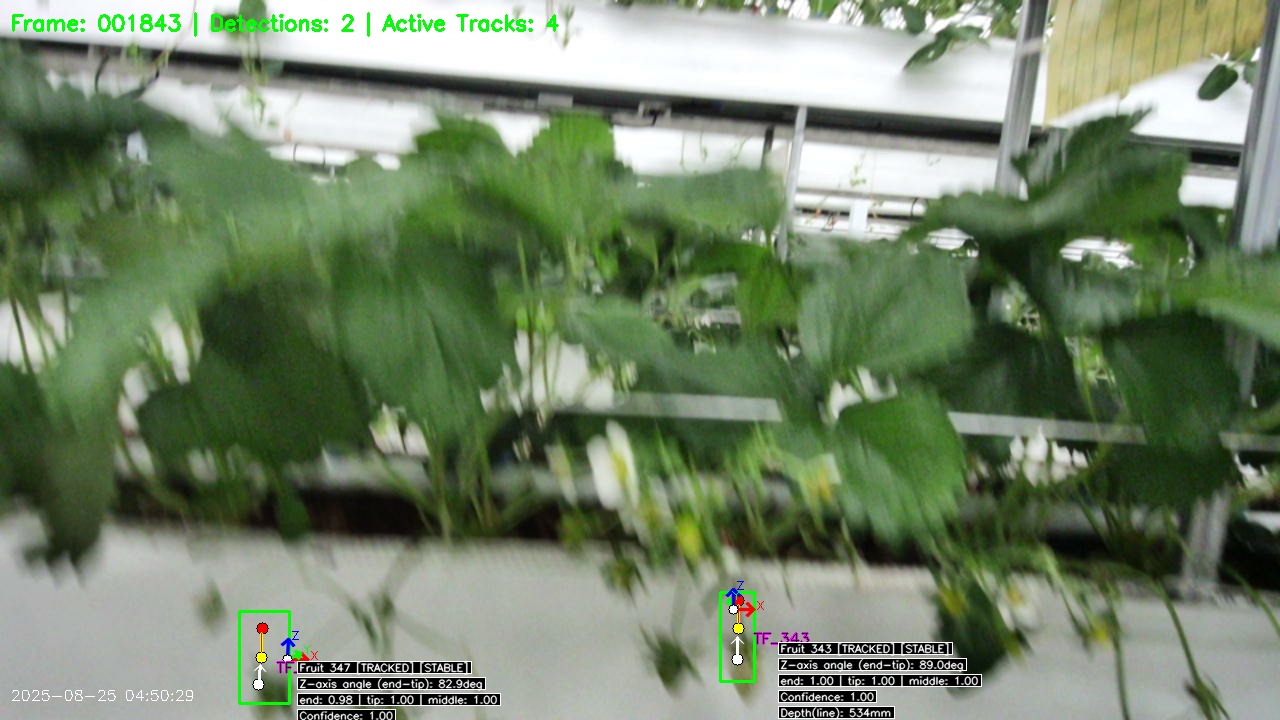 Frame: 001843 | Detections: 2 | Active Tracks: 4
Z
X
TF_343
Fruit 343 [TRACKED] [STABLE]
Z-axis angle (end-tip): 89.0deg
end: 1.00 | tip: 1.00 | middle: 1.00
Confidence: 1.00
Depth(line): 534mm
Z
X
TF
Fruit 347 [TRACKED] [STABLE]
Z-axis angle (end-tip): 82.9deg
end: 0.98 | tip: 1.00 | middle: 1.00
Confidence: 1.00
2025-08-25 04:50:29